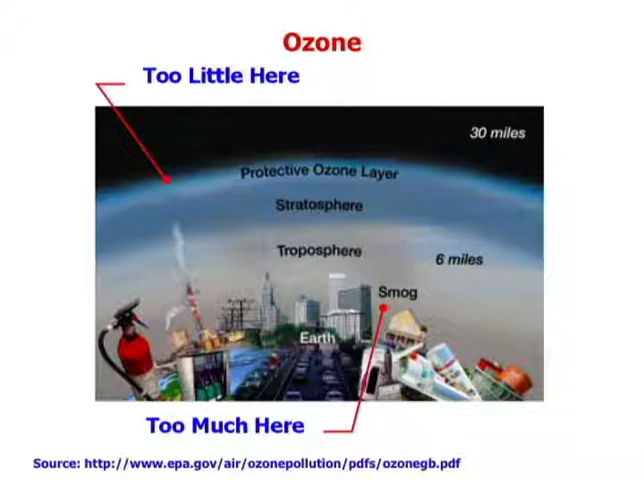 Ozone
Too Little Here
30 miles
Protective Ozone Layer
Stratosphere
Troposphere
6 miles
Smog
Earth
Too Much Here
Source: http://www.epa.gov/air/ozonepollution/pdfs/ozonegb.pdf